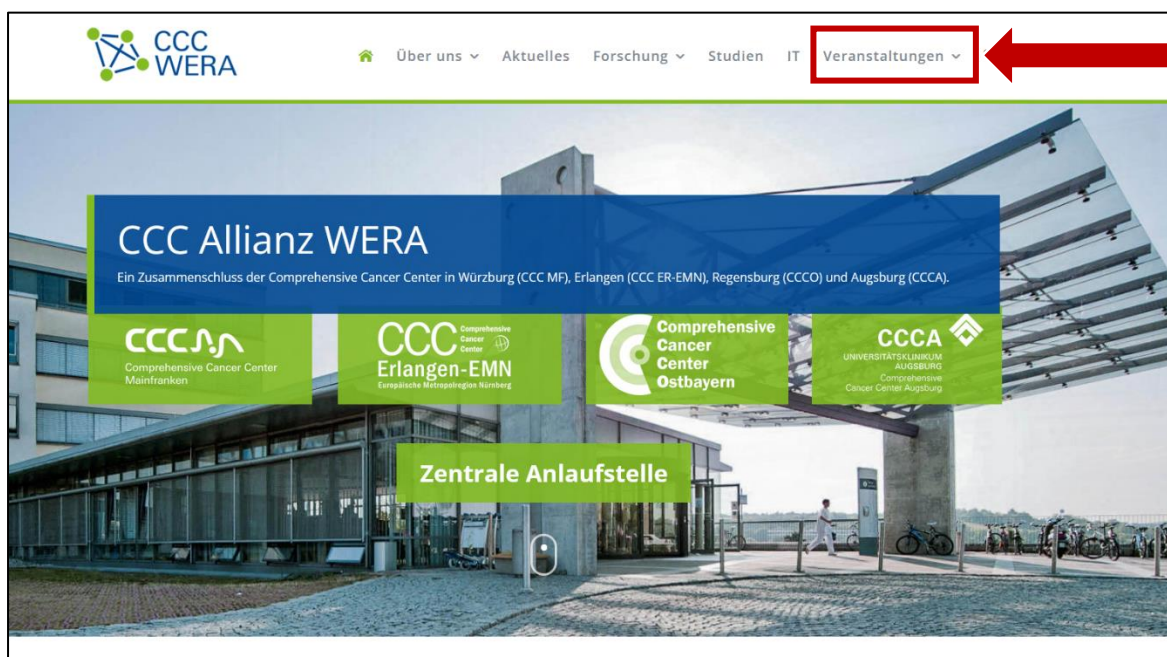 CCC
WERA
Über uns Aktuelles Forschung Studien IT Veranstaltungen
CCC Allianz WERA
Ein Zusammenschluss der Comprehensive Cancer Center in Würzburg (CCC MF), Erlangen (CCC ER-EMN), Regensburg (CCCO) und Augsburg (CCCA).
CCC
Comprehensive Cancer Center
Mainfranken
CCC
Comprehensive
Cancer
Center
Erlangen-EMN
Europäische Metropolregion Nürnberg
Comprehensive
Cancer
Center
Ostbayern
CCCA
UNIVERSITÄTSKLINIKUM
AUGSBURG
Comprehensive
Cancer Center Augsburg
Zentrale Anlaufstelle